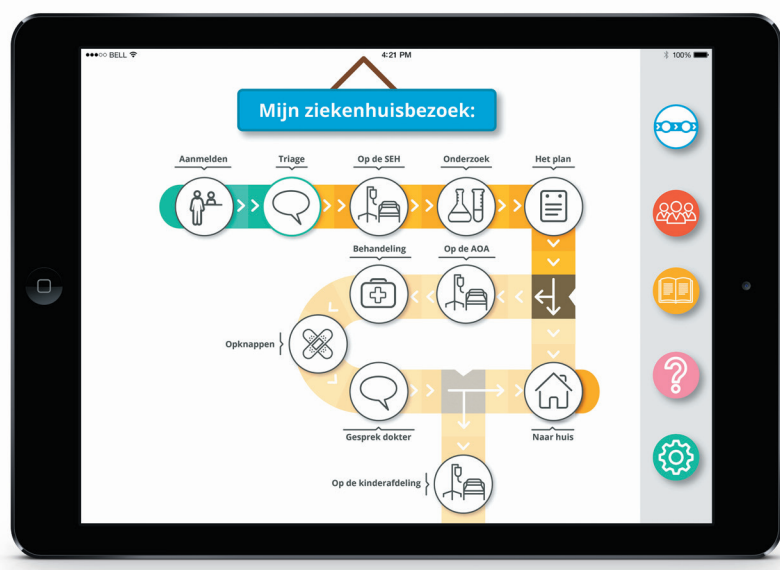 ●●●○○ BELL 4:21 PM 100%
Mijn ziekenhuisbezoek:
Aanmelden Triage Op de SEH Onderzoek Het plan
Behandeling Op de AOA
Opknappen
Gesprek dokter Naar huis
Op de kinderafdeling
?